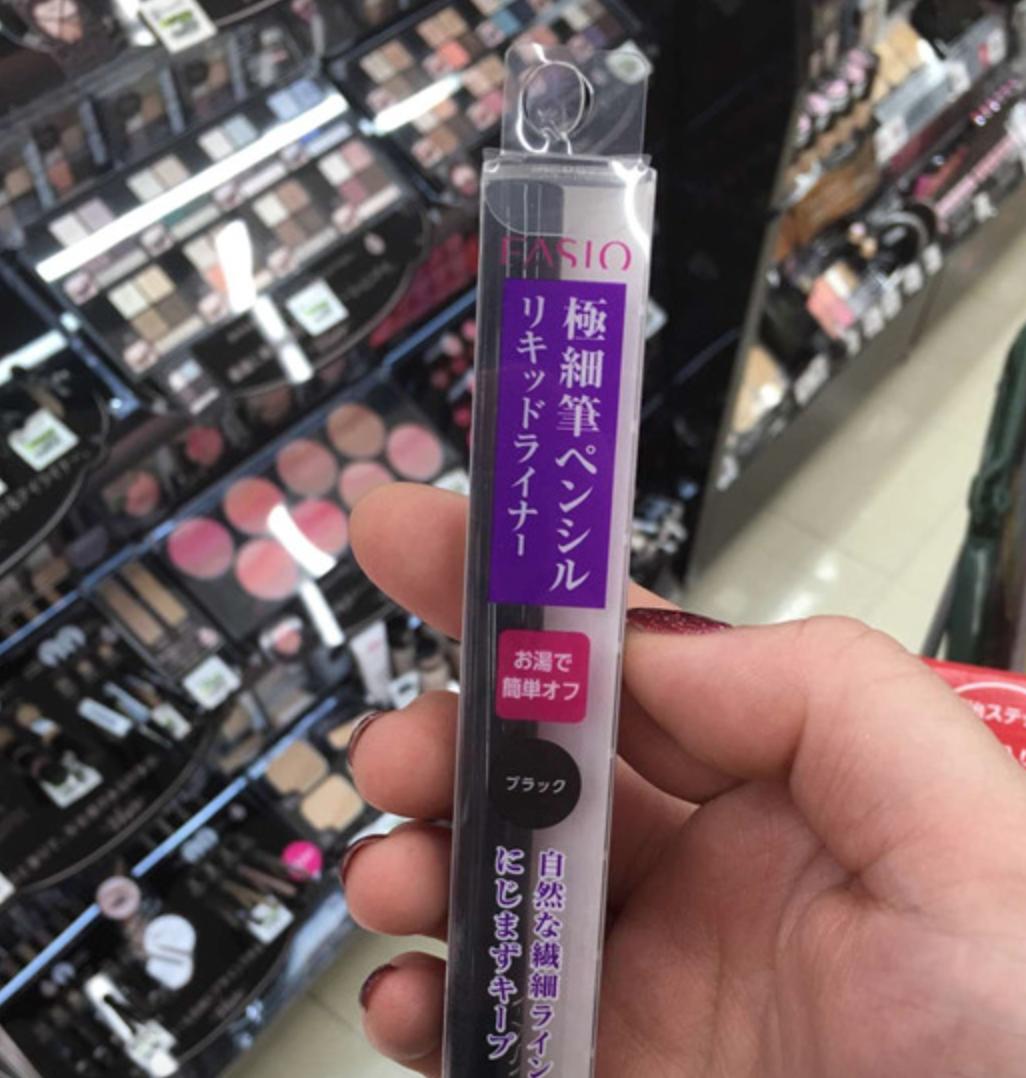 FASIO
極細筆ペンシル
リキッドライナー
お湯で
簡単オフ
ブラック
自然な繊細ライン
にじまずキープ